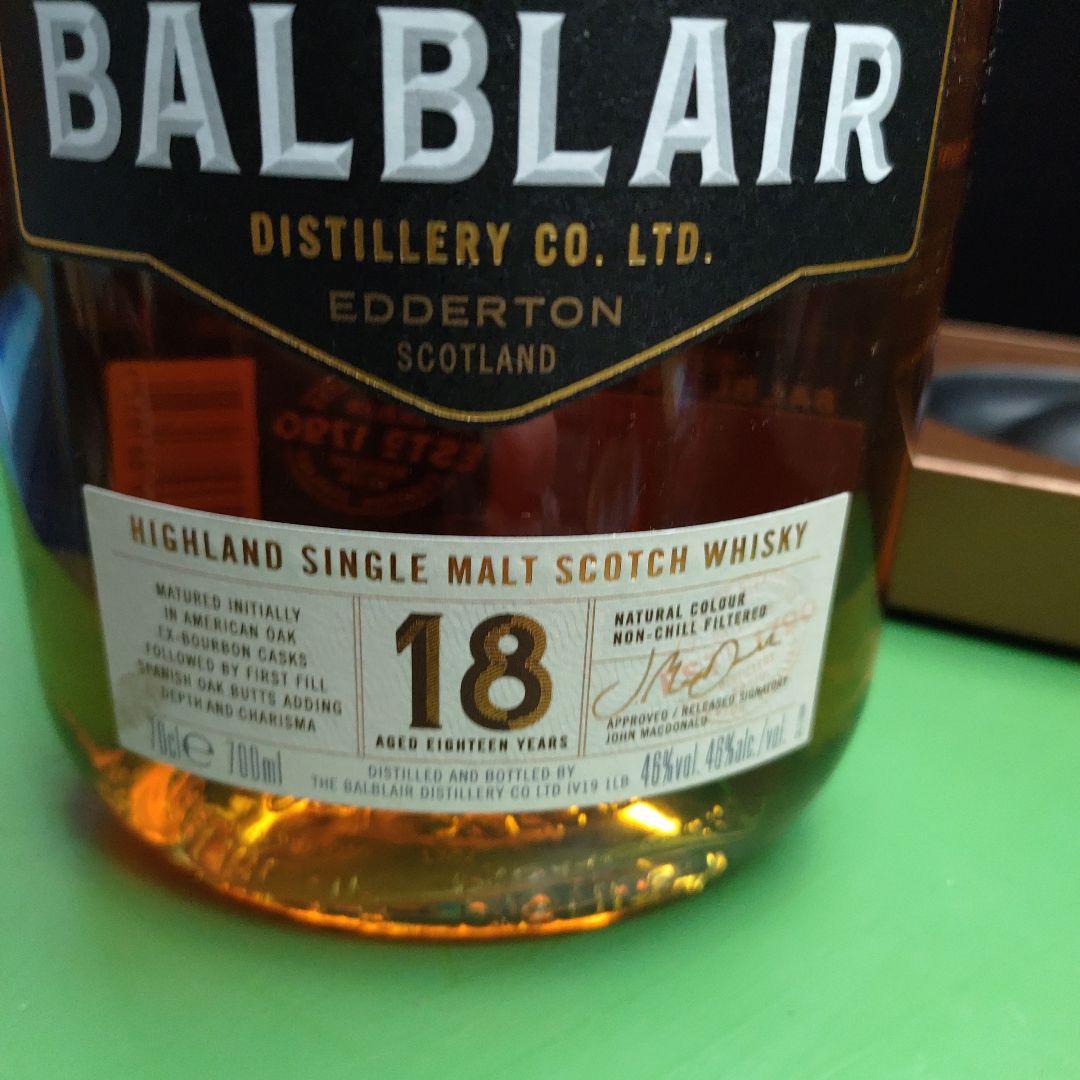 BALBLAIR
DISTILLERY CO. LTD.
EDDERTON
SCOTLAND
ESTD 1790
HIGHLAND SINGLE MALT SCOTCH WHISKY
MATURED INITIALLY
IN AMERICAN OAK
EX-BOURBON CASKS
FOLLOWED BY FIRST FILL
SPANISH OAK BUTTS ADDING
DEPTH AND CHARISMA
18
AGED EIGHTEEN YEARS
NATURAL COLOUR
NON-CHILL FILTERED
APPROVED / RELEASED SIGNATORY
JOHN MACDONALD
70cl e 700ml
DISTILLED AND BOTTLED BY
THE BALBLAIR DISTILLERY CO LTD IV19 1LB
46%vol. 46%alc./vol.